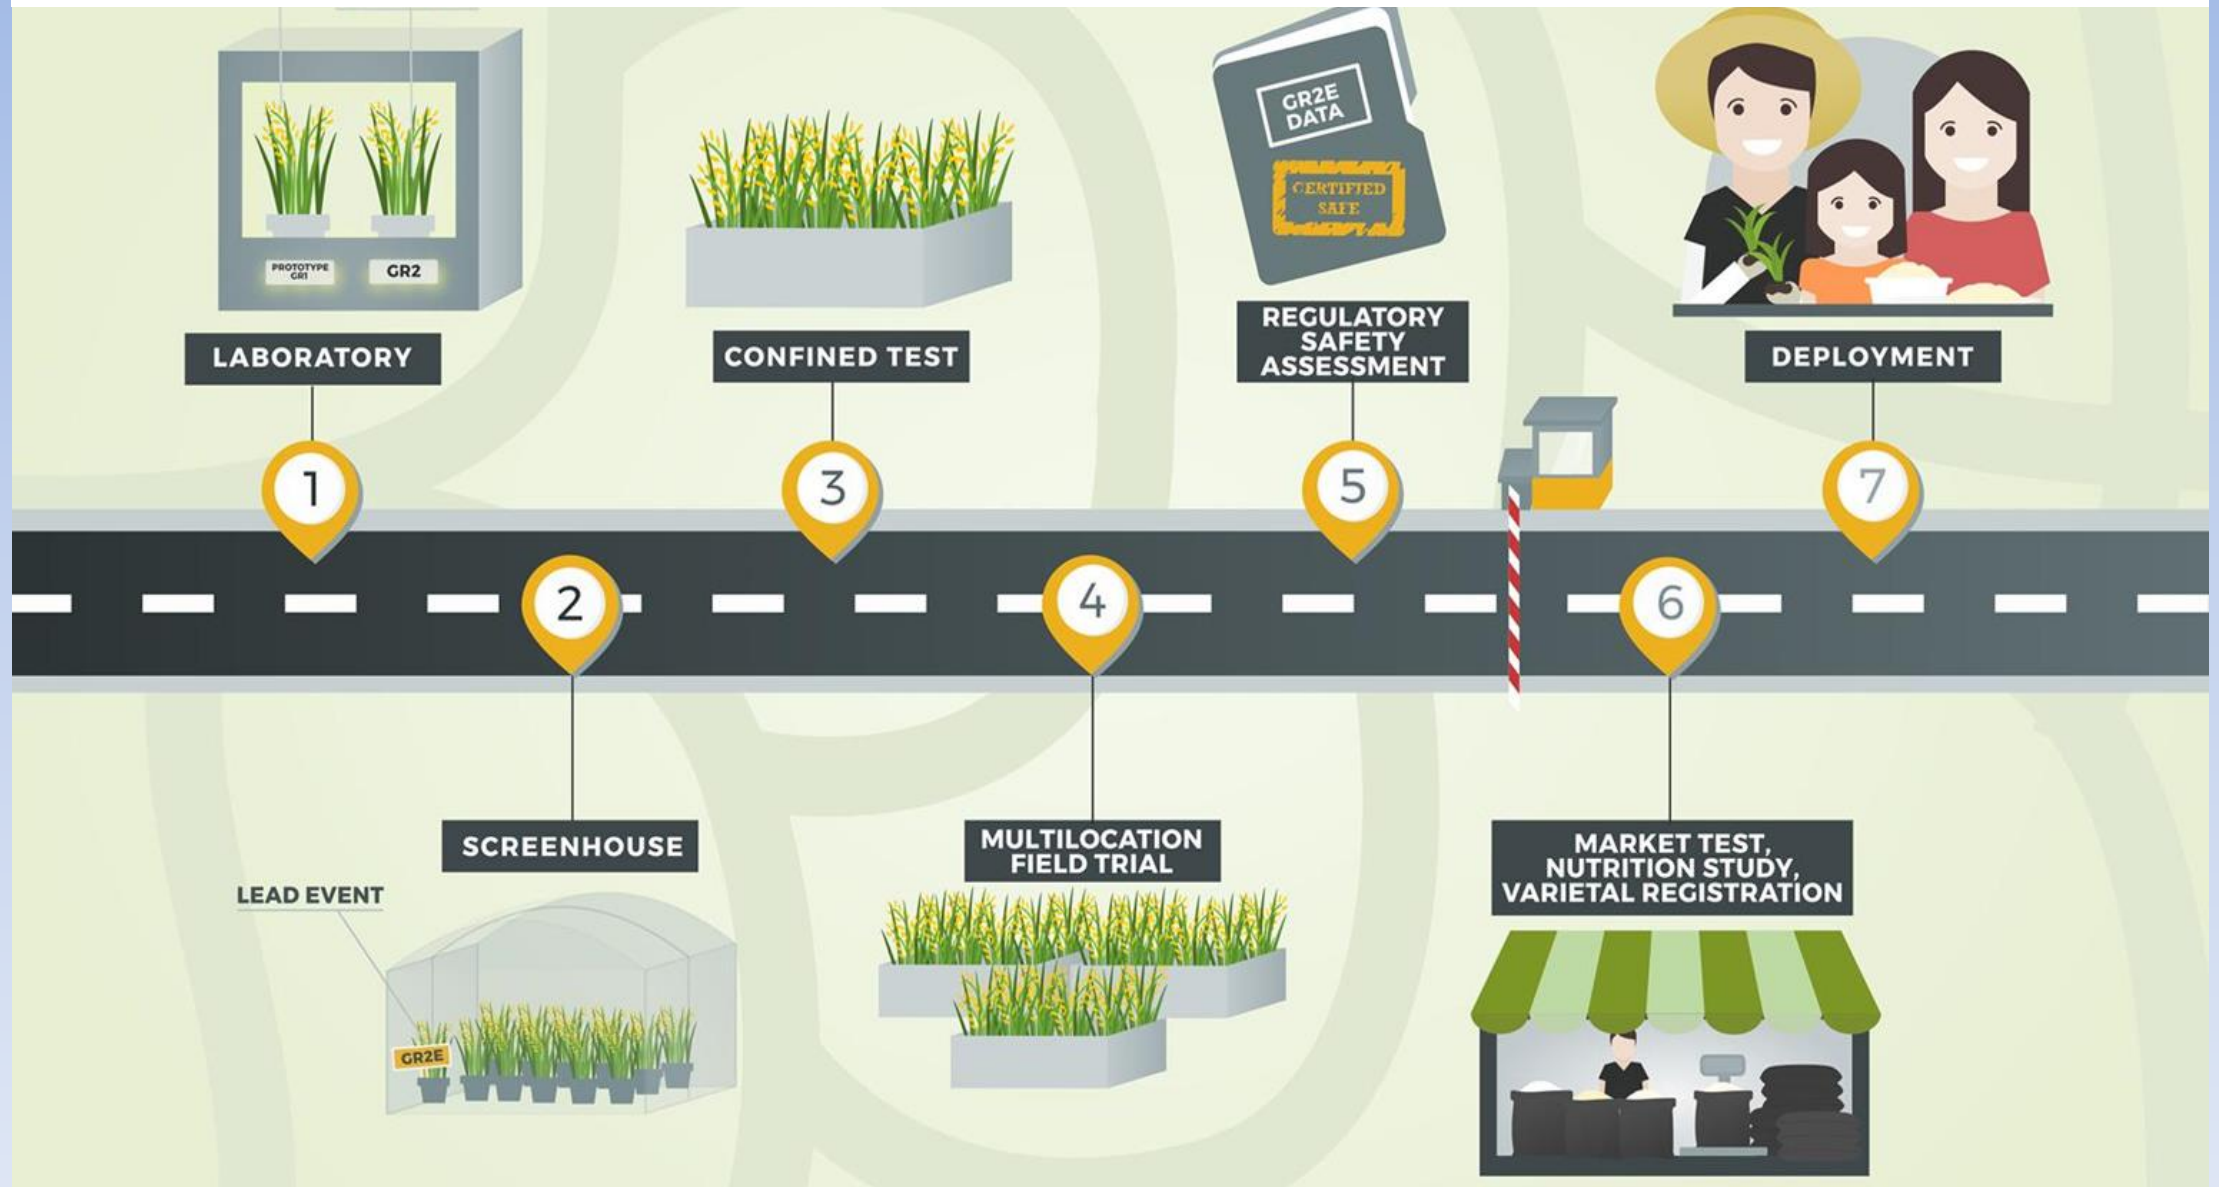 PROTOTYPE
GR1
GR2
LABORATORY
1
LEAD EVENT
GR2E
SCREENHOUSE
2
CONFINED TEST
3
MULTILOCATION
FIELD TRIAL
4
GR2E
DATA
CERTIFIED
SAFE
REGULATORY
SAFETY
ASSESSMENT
5
MARKET TEST,
NUTRITION STUDY,
VARIETAL REGISTRATION
6
DEPLOYMENT
7